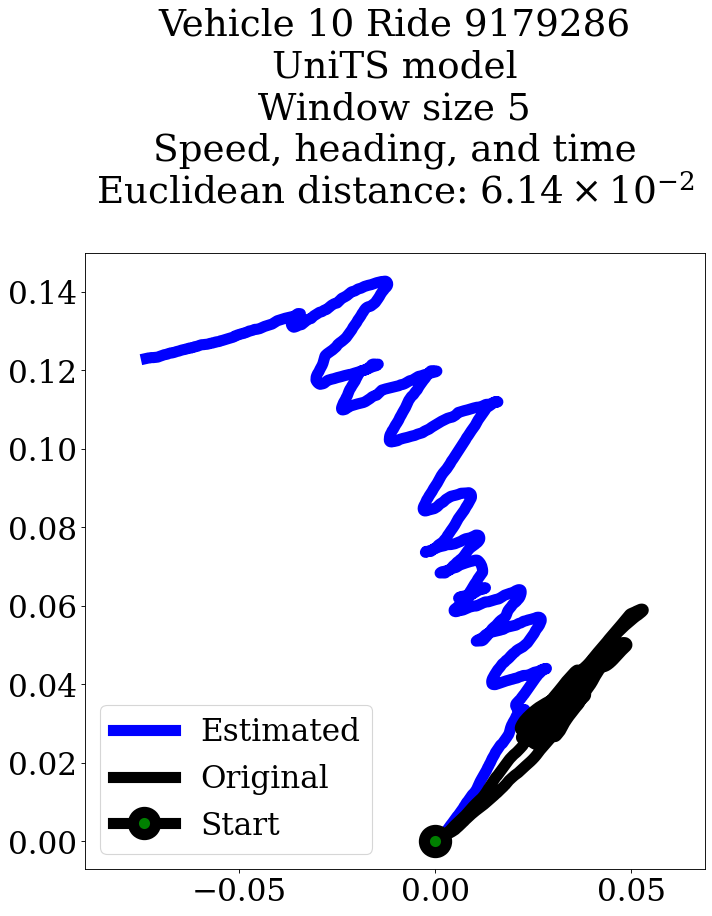 Vehicle 10 Ride 9179286
UniTS model
Window size 5
Speed, heading, and time
Euclidean distance: 6.14 × 10⁻²
0.14
0.12
0.10
0.08
0.06
0.04
0.02
0.00
Estimated
Original
Start
−0.05
0.00
0.05